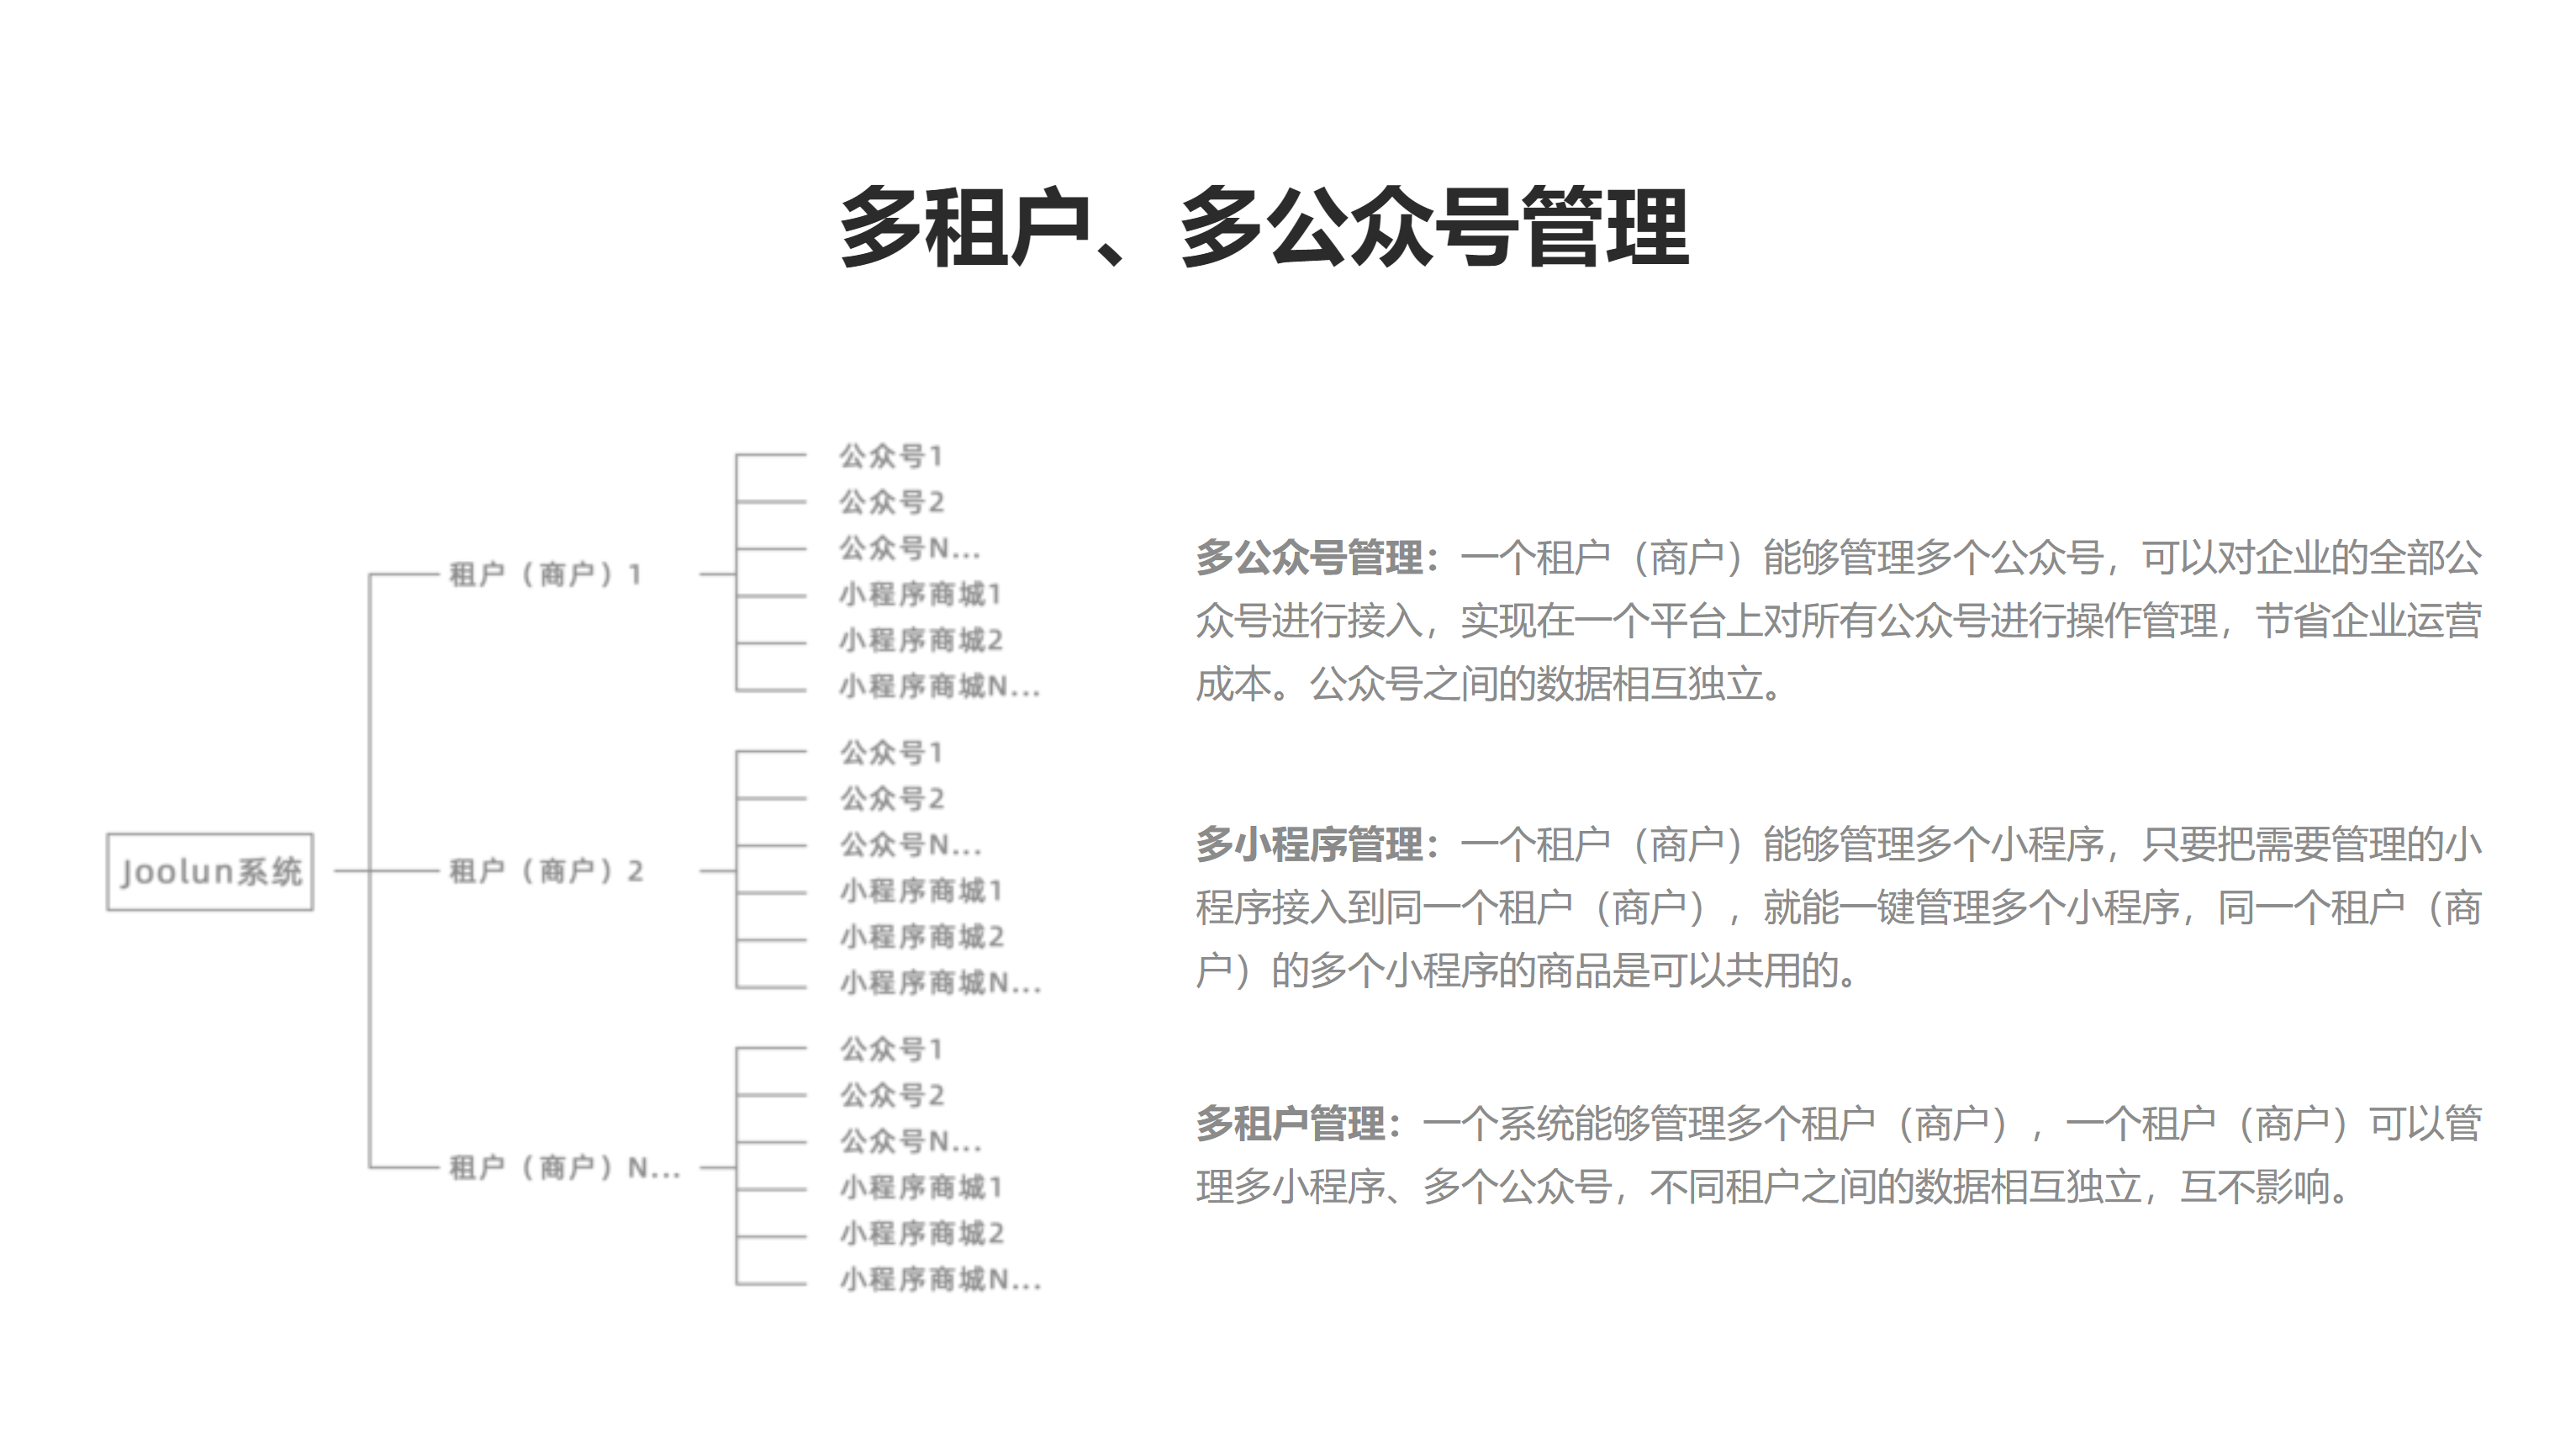 多租户、多公众号管理
Joolun系统
租户（商户）1
公众号1
公众号2
公众号N...
小程序商城1
小程序商城2
小程序商城N...
租户（商户）2
公众号1
公众号2
公众号N...
小程序商城1
小程序商城2
小程序商城N...
租户（商户）N...
公众号1
公众号2
公众号N...
小程序商城1
小程序商城2
小程序商城N...
多公众号管理：一个租户（商户）能够管理多个公众号，可以对企业的全部公
众号进行接入，实现在一个平台上对所有公众号进行操作管理，节省企业运营
成本。公众号之间的数据相互独立。
多小程序管理：一个租户（商户）能够管理多个小程序，只要把需要管理的小
程序接入到同一个租户（商户），就能一键管理多个小程序，同一个租户（商
户）的多个小程序的商品是可以共用的。
多租户管理：一个系统能够管理多个租户（商户），一个租户（商户）可以管
理多小程序、多个公众号，不同租户之间的数据相互独立，互不影响。